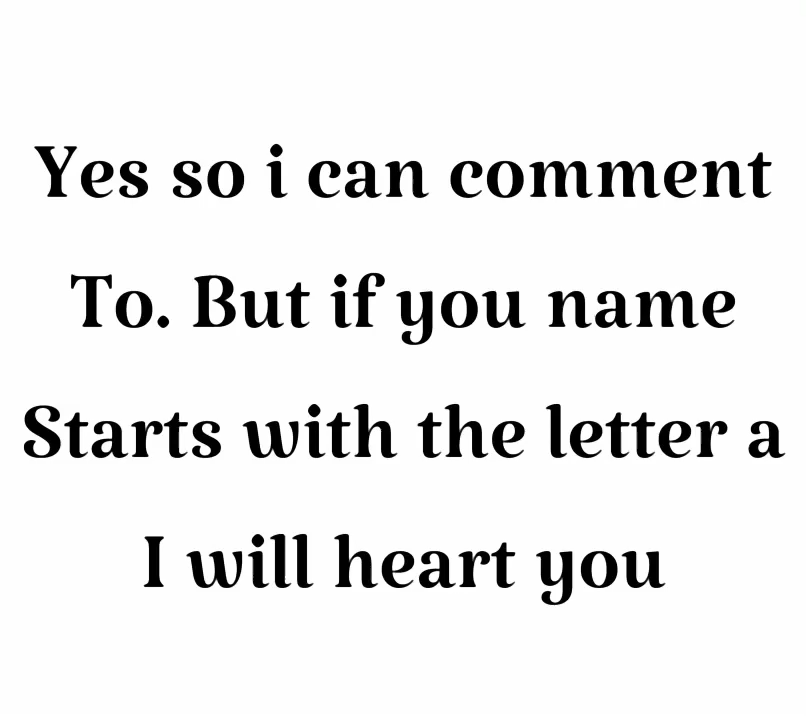 Yes so i can comment
To. But if you name
Starts with the letter a
I will heart you